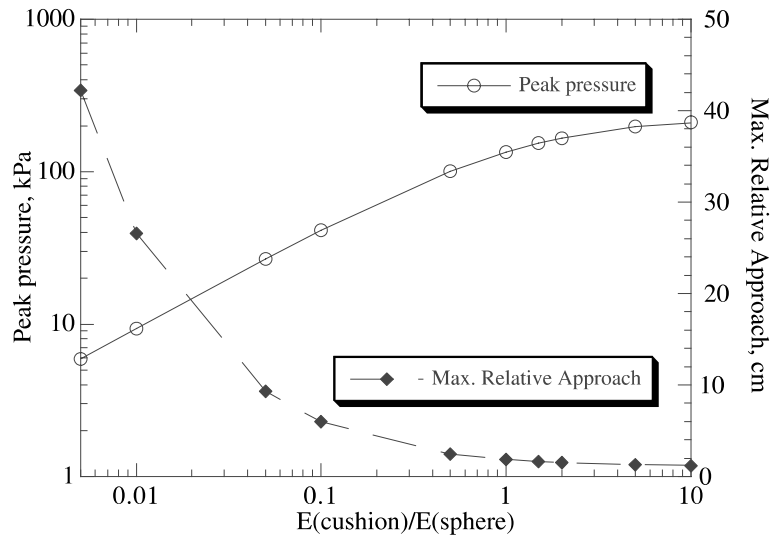 1000
100
10
1
Peak pressure, kPa
50
40
30
20
10
0
Max. Relative Approach, cm
Peak pressure
- Max. Relative Approach
0.01
0.1
1
10
E(cushion)/E(sphere)